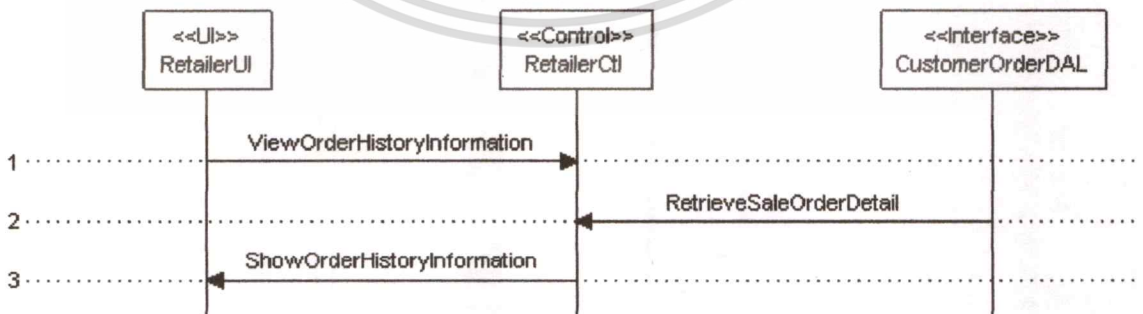 <<UI>>
RetailerUI
<<Control>>
RetailerCtl
<<Interface>>
CustomerOrderDAL
1
ViewOrderHistoryInformation
2
RetrieveSaleOrderDetail
3
ShowOrderHistoryInformation